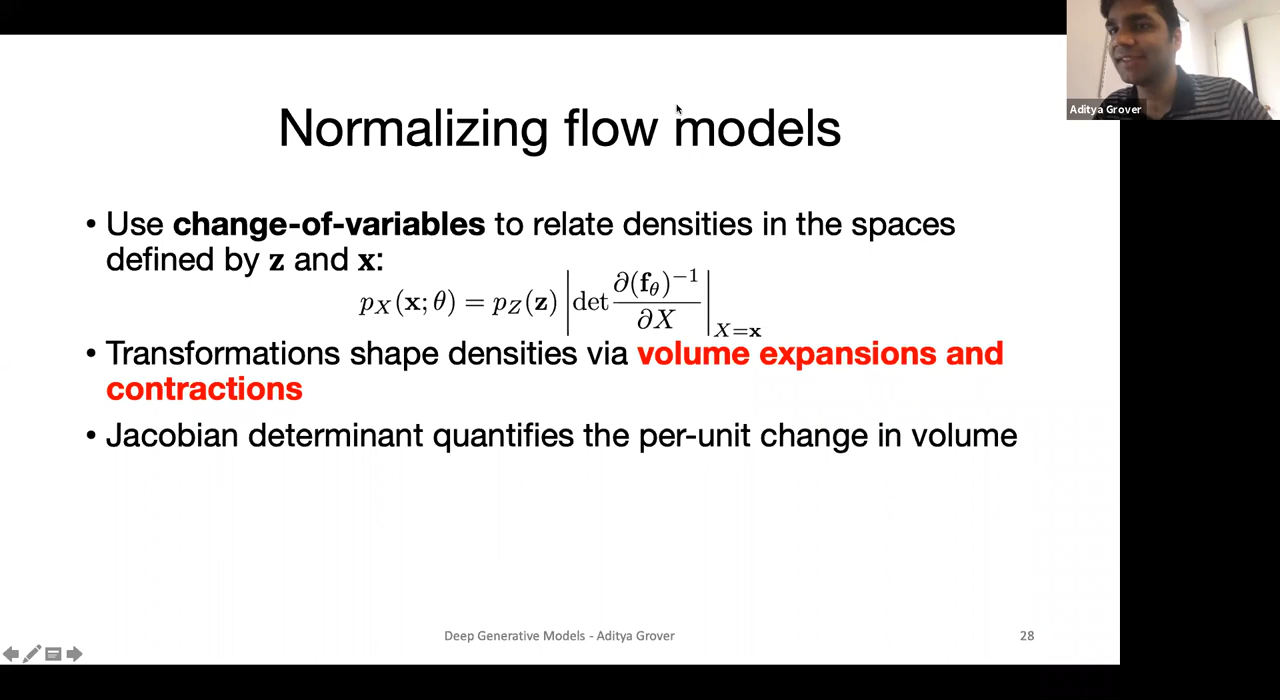 Aditya Grover
Normalizing flow models
• Use change-of-variables to relate densities in the spaces
defined by z and x:
p_X(x; θ) = p_Z(z) |det ∂(f_θ)^{-1} / ∂X|_{X=x}
• Transformations shape densities via volume expansions and
contractions
• Jacobian determinant quantifies the per-unit change in volume
Deep Generative Models - Aditya Grover
28